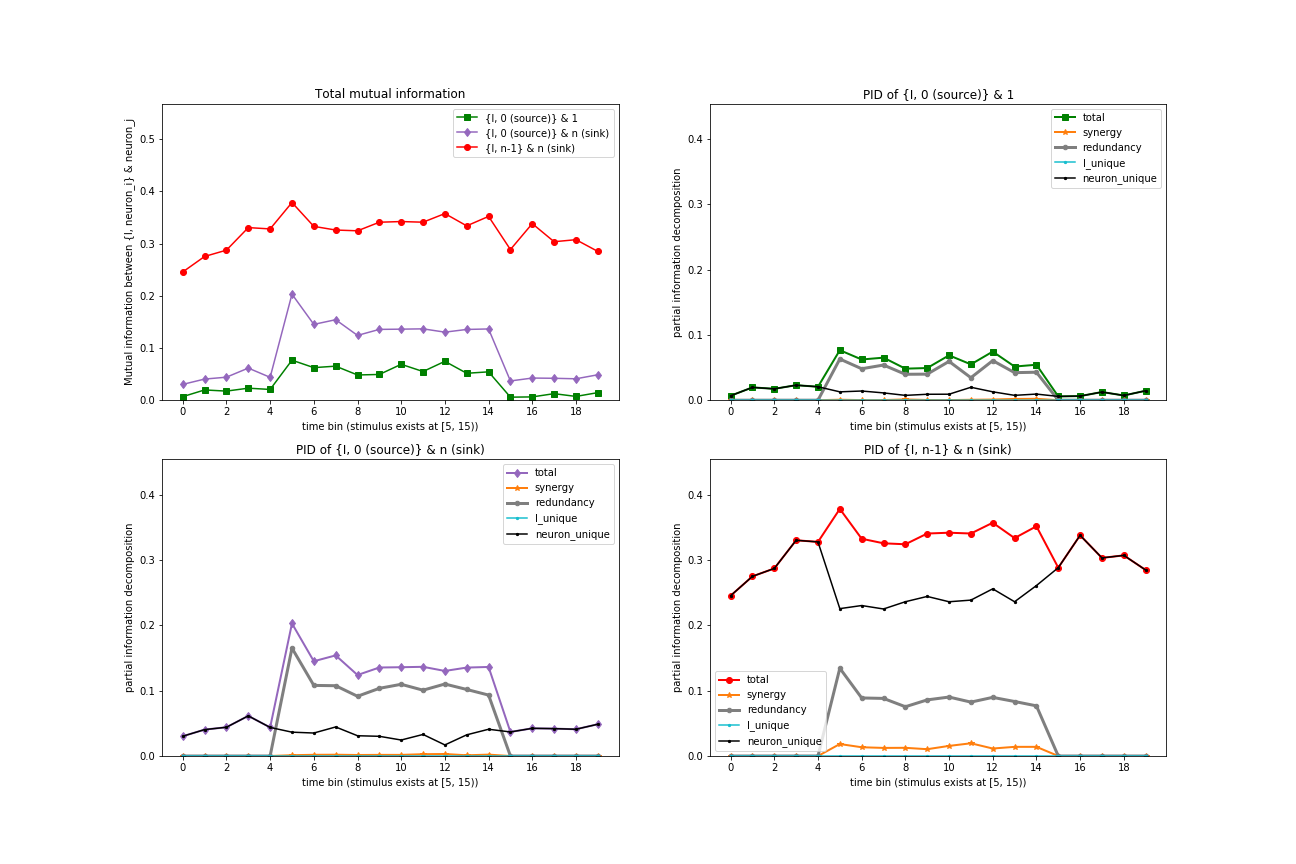 Total mutual information
Mutual information between {I, neuron_i} & neuron_j
0.5
0.4
0.3
0.2
0.1
0.0
{I, 0 (source)} & 1
{I, 0 (source)} & n (sink)
{I, n-1} & n (sink)
0 2 4 6 8 10 12 14 16 18
time bin (stimulus exists at [5, 15))
PID of {I, 0 (source)} & 1
partial information decomposition
0.4
0.3
0.2
0.1
0.0
total
synergy
redundancy
I_unique
neuron_unique
0 2 4 6 8 10 12 14 16 18
time bin (stimulus exists at [5, 15))
PID of {I, 0 (source)} & n (sink)
partial information decomposition
0.4
0.3
0.2
0.1
0.0
total
synergy
redundancy
I_unique
neuron_unique
0 2 4 6 8 10 12 14 16 18
time bin (stimulus exists at [5, 15))
PID of {I, n-1} & n (sink)
partial information decomposition
0.4
0.3
0.2
0.1
0.0
total
synergy
redundancy
I_unique
neuron_unique
0 2 4 6 8 10 12 14 16 18
time bin (stimulus exists at [5, 15))